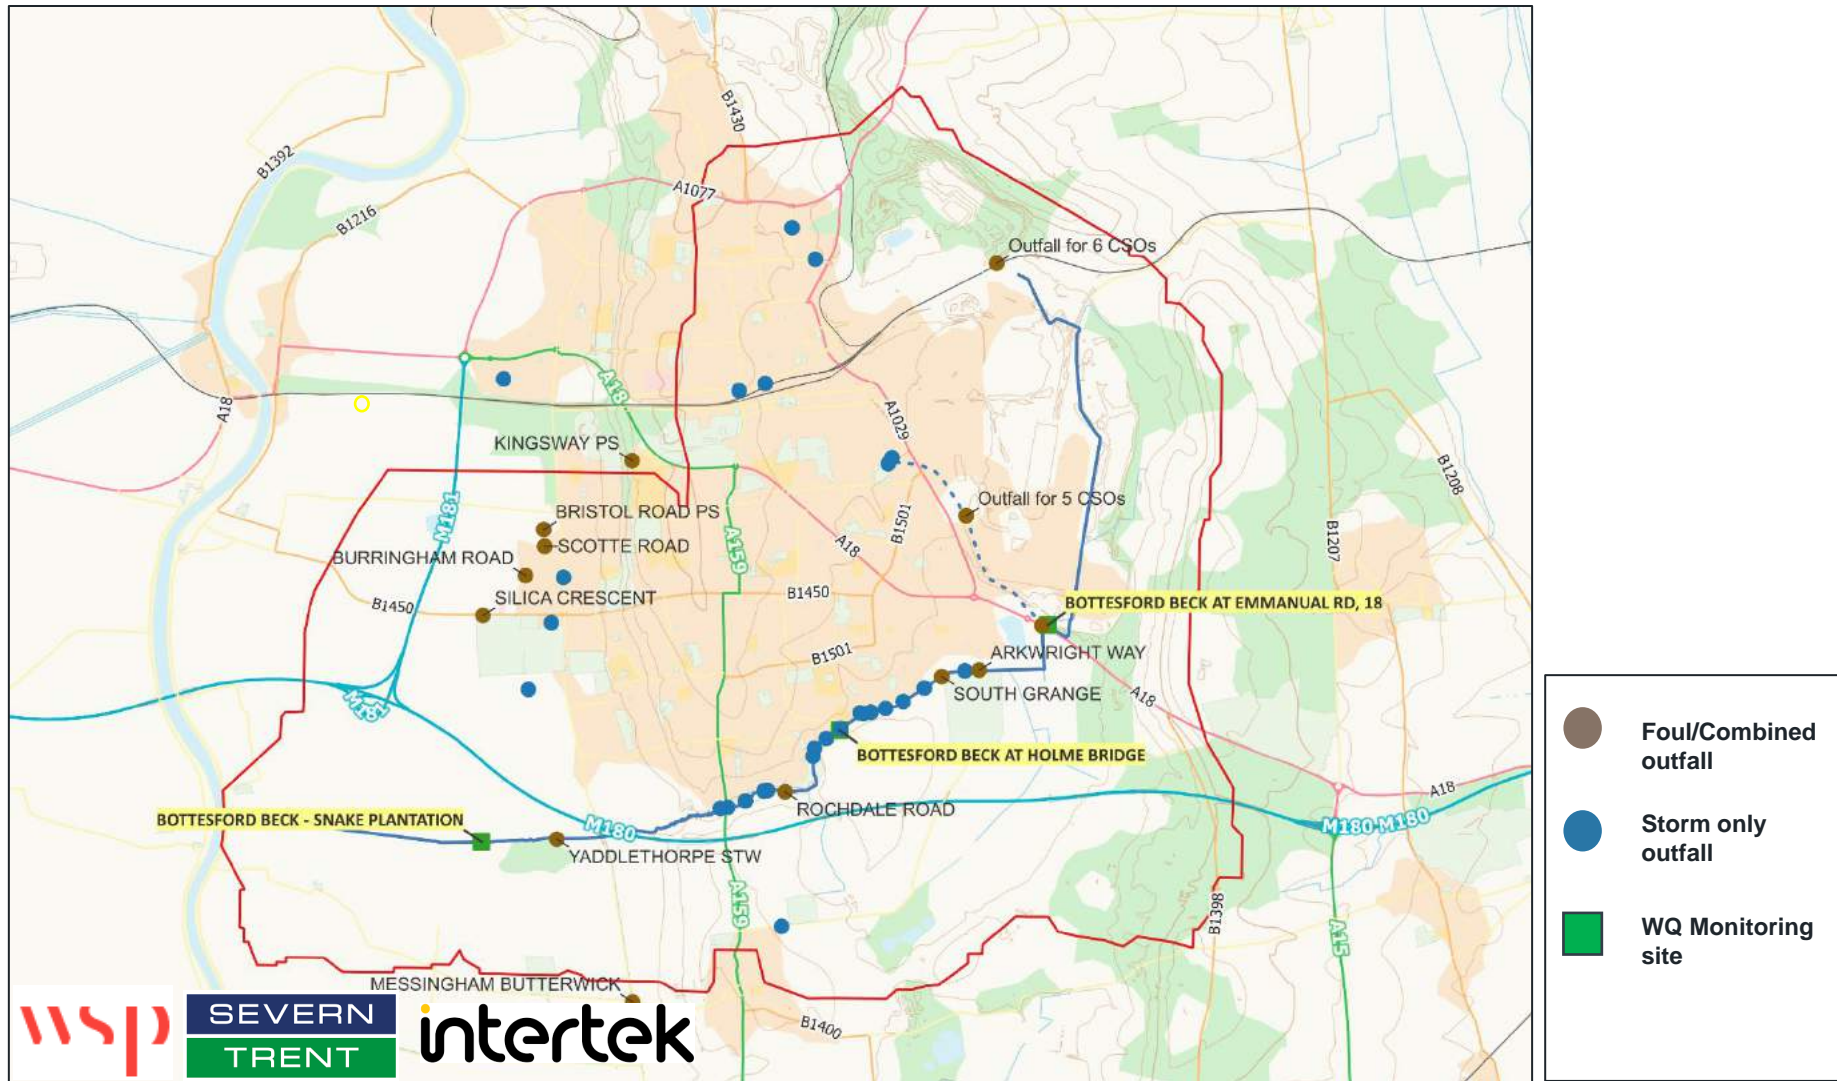 B1430
B1392
A1077
B1216
Outfall for 6 CSOs
A18
A18
KINGSWAY PS
A1029
B1208
M181
BRISTOL ROAD PS
SCOTTE ROAD
BURRINGHAM ROAD
SILICA CRESCENT
B1450
A159
A18
B1501
Outfall for 5 CSOs
B1207
B1450
BOTTESFORD BECK AT EMMANUAL RD, 18
B1501
ARKWRIGHT WAY
SOUTH GRANGE
A18
M181
BOTTESFORD BECK AT HOLME BRIDGE
A18
ROCHDALE ROAD
M180
M180
M180
BOTTESFORD BECK - SNAKE PLANTATION
YADDLETHORPE STW
A159
B1398
A15
MESSINGHAM BUTTERWICK
B1400
wsp
SEVERN
TRENT
intertek
Foul/Combined
outfall
Storm only
outfall
WQ Monitoring
site